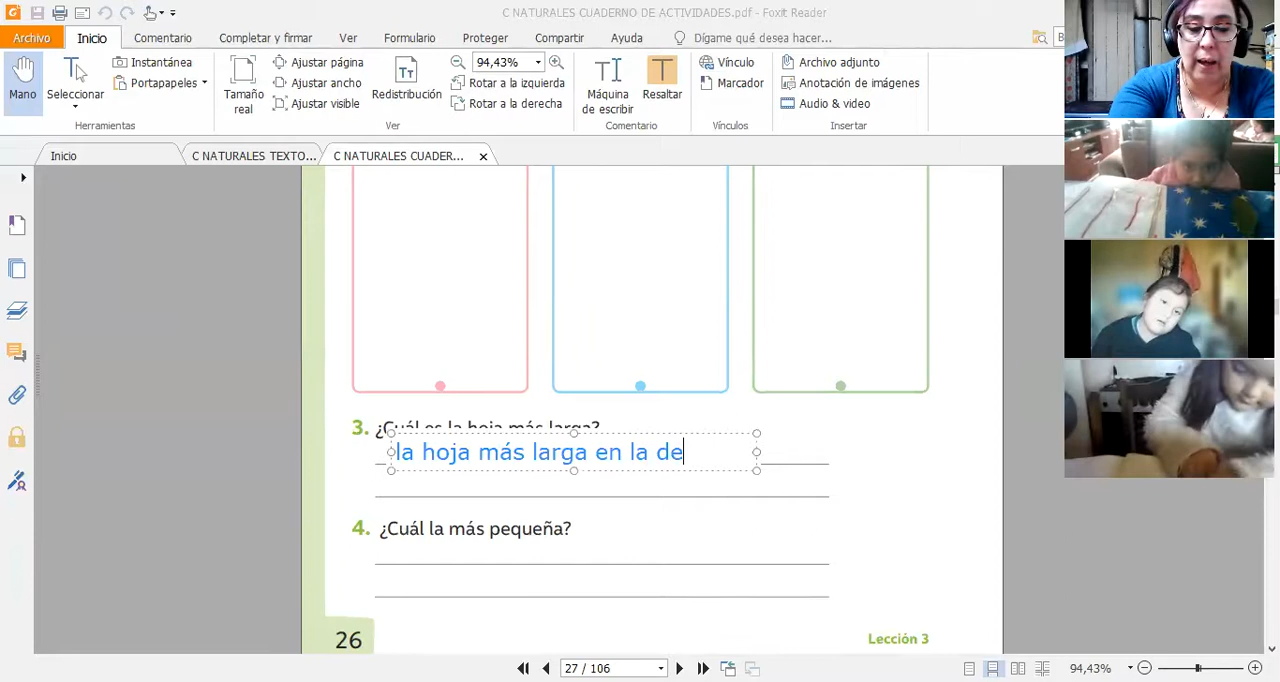 C NATURALES CUADERNO DE ACTIVIDADES.pdf - Foxit Reader
Archivo Inicio Comentario Completar y firmar Ver Formulario Proteger Compartir Ayuda Dígame qué desea hacer...
Mano
Seleccionar
Instantánea
Portapapeles
Herramientas
Tamaño real
Ajustar página
Ajustar ancho
Ajustar visible
Redistribución
Rotar a la izquierda
Rotar a la derecha
Ver
Máquina de escribir
Resaltar
Comentario
Vínculo
Marcador
Vínculos
Archivo adjunto
Anotación de imágenes
Audio & video
Insertar
94,43%
Inicio C NATURALES TEXTO... C NATURALES CUADER...
3. ¿Cuál es la hoja más larga?
la hoja más larga en la de
4. ¿Cuál la más pequeña?
26
Lección 3
27 / 106
94,43%